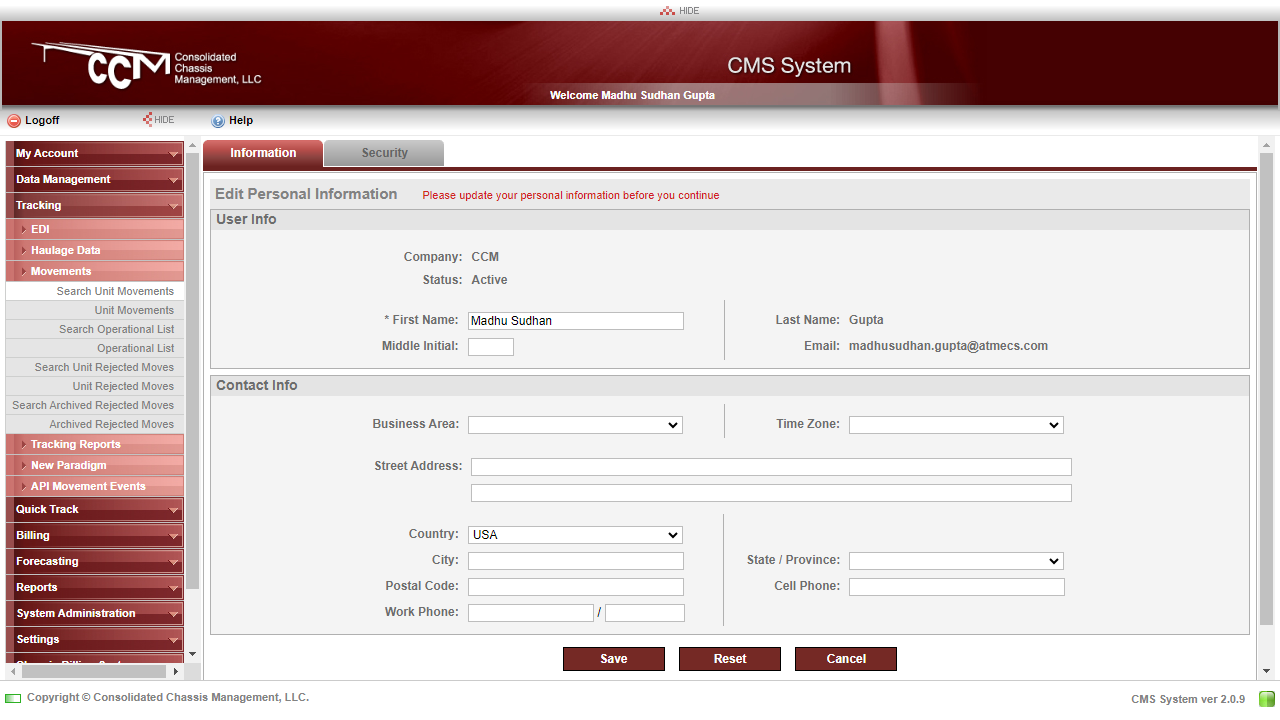 HIDE
CCM Consolidated Chassis Management, LLC
CMS System
Welcome Madhu Sudhan Gupta
Logoff
HIDE
Help
My Account
Data Management
Tracking
EDI
Haulage Data
Movements
Search Unit Movements
Unit Movements
Search Operational List
Operational List
Search Unit Rejected Moves
Unit Rejected Moves
Search Archived Rejected Moves
Archived Rejected Moves
Tracking Reports
New Paradigm
API Movement Events
Quick Track
Billing
Forecasting
Reports
System Administration
Settings
Information Security
Edit Personal Information Please update your personal information before you continue
User Info
Company: CCM
Status: Active
* First Name: Madhu Sudhan Last Name: Gupta
Middle Initial: Email: madhusudhan.gupta@atmecs.com
Contact Info
Business Area: Time Zone:
Street Address:
Country: USA
City: State / Province:
Postal Code: Cell Phone:
Work Phone: /
Save Reset Cancel
Copyright © Consolidated Chassis Management, LLC. CMS System ver 2.0.9